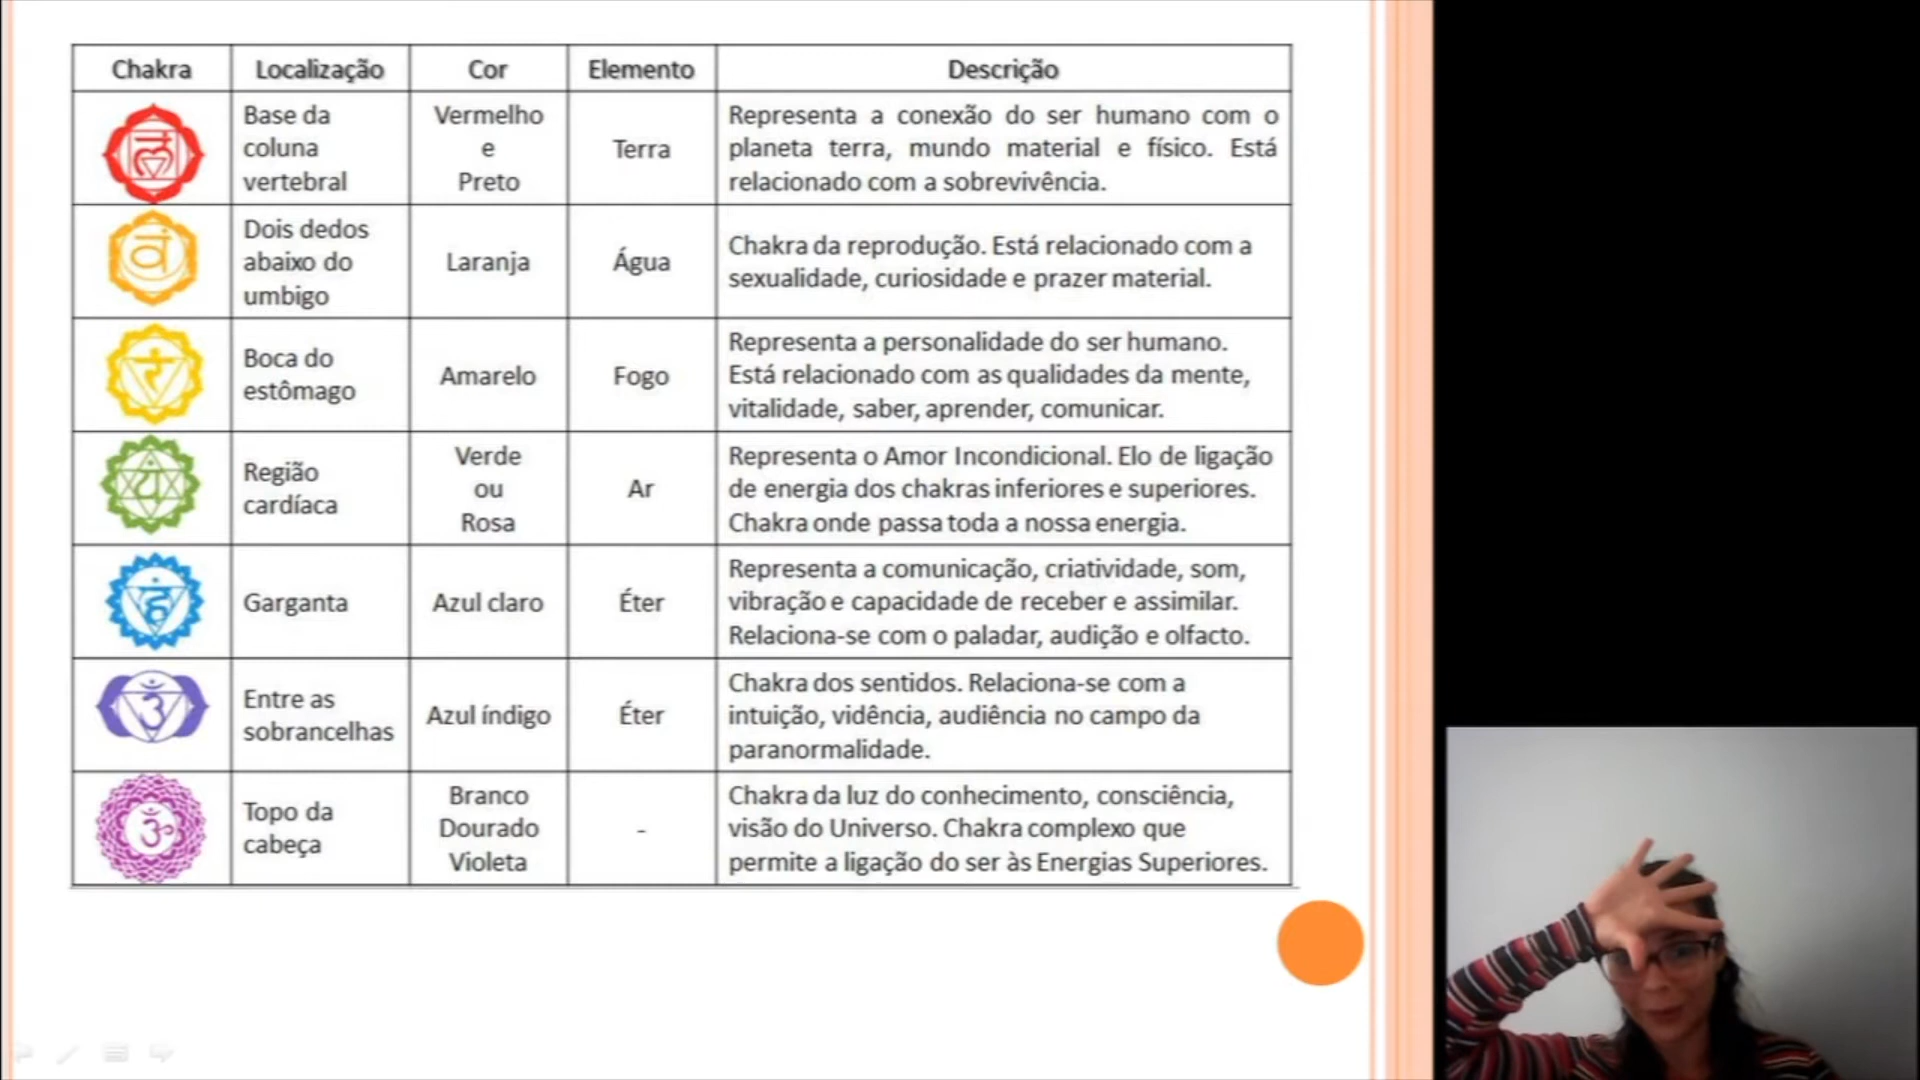 Chakra
Localização
Cor
Elemento
Descrição
लं
Base da
coluna
vertebral
Vermelho
e
Preto
Terra
Representa a conexão do ser humano com o
planeta terra, mundo material e físico. Está
relacionado com a sobrevivência.
वं
Dois dedos
abaixo do
umbigo
Laranja
Água
Chakra da reprodução. Está relacionado com a
sexualidade, curiosidade e prazer material.
रं
Boca do
estômago
Amarelo
Fogo
Representa a personalidade do ser humano.
Está relacionado com as qualidades da mente,
vitalidade, saber, aprender, comunicar.
यं
Região
cardíaca
Verde
ou
Rosa
Ar
Representa o Amor Incondicional. Elo de ligação
de energia dos chakras inferiores e superiores.
Chakra onde passa toda a nossa energia.
हं
Garganta
Azul claro
Éter
Representa a comunicação, criatividade, som,
vibração e capacidade de receber e assimilar.
Relaciona-se com o paladar, audição e olfacto.
ॐ
Entre as
sobrancelhas
Azul índigo
Éter
Chakra dos sentidos. Relaciona-se com a
intuição, vidência, audiência no campo da
paranormalidade.
ॐ
Topo da
cabeça
Branco
Dourado
Violeta
-
Chakra da luz do conhecimento, consciência,
visão do Universo. Chakra complexo que
permite a ligação do ser às Energias Superiores.